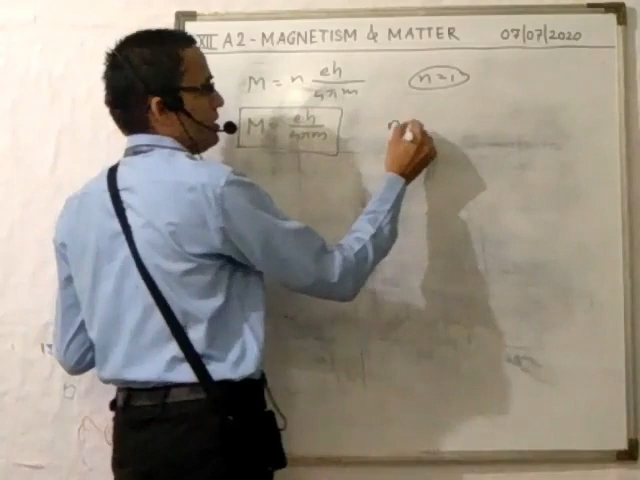 XII A2 - MAGNETISM & MATTER 07/07/2020
M = n eh / 4πm n = 1
M = eh / 4πm